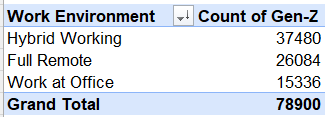 Work Environment Count of Gen-Z
Hybrid Working 37480
Full Remote 26084
Work at Office 15336
Grand Total 78900